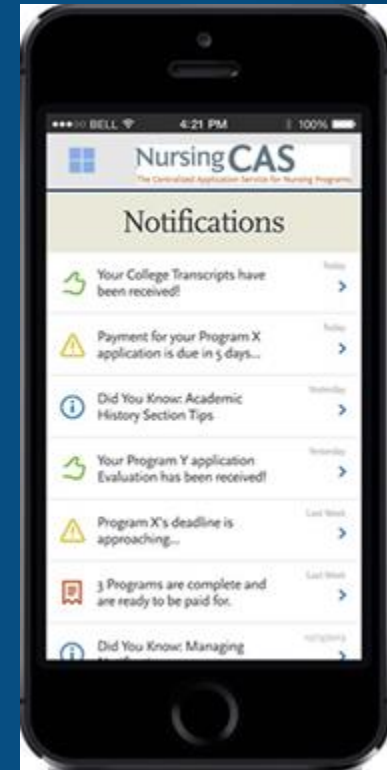 BELL 4:21 PM 100%
NursingCAS
The Centralized Application Service for Nursing Programs
Notifications
Today
Your College Transcripts have
been received!
Today
Payment for your Program X
application is due in 5 days...
Yesterday
Did You Know: Academic
History Section Tips
Yesterday
Your Program Y application
Evaluation has been received!
Last Week
Program X's deadline is
approaching...
Last Week
3 Programs are complete and
are ready to be paid for.
Did You Know: Managing